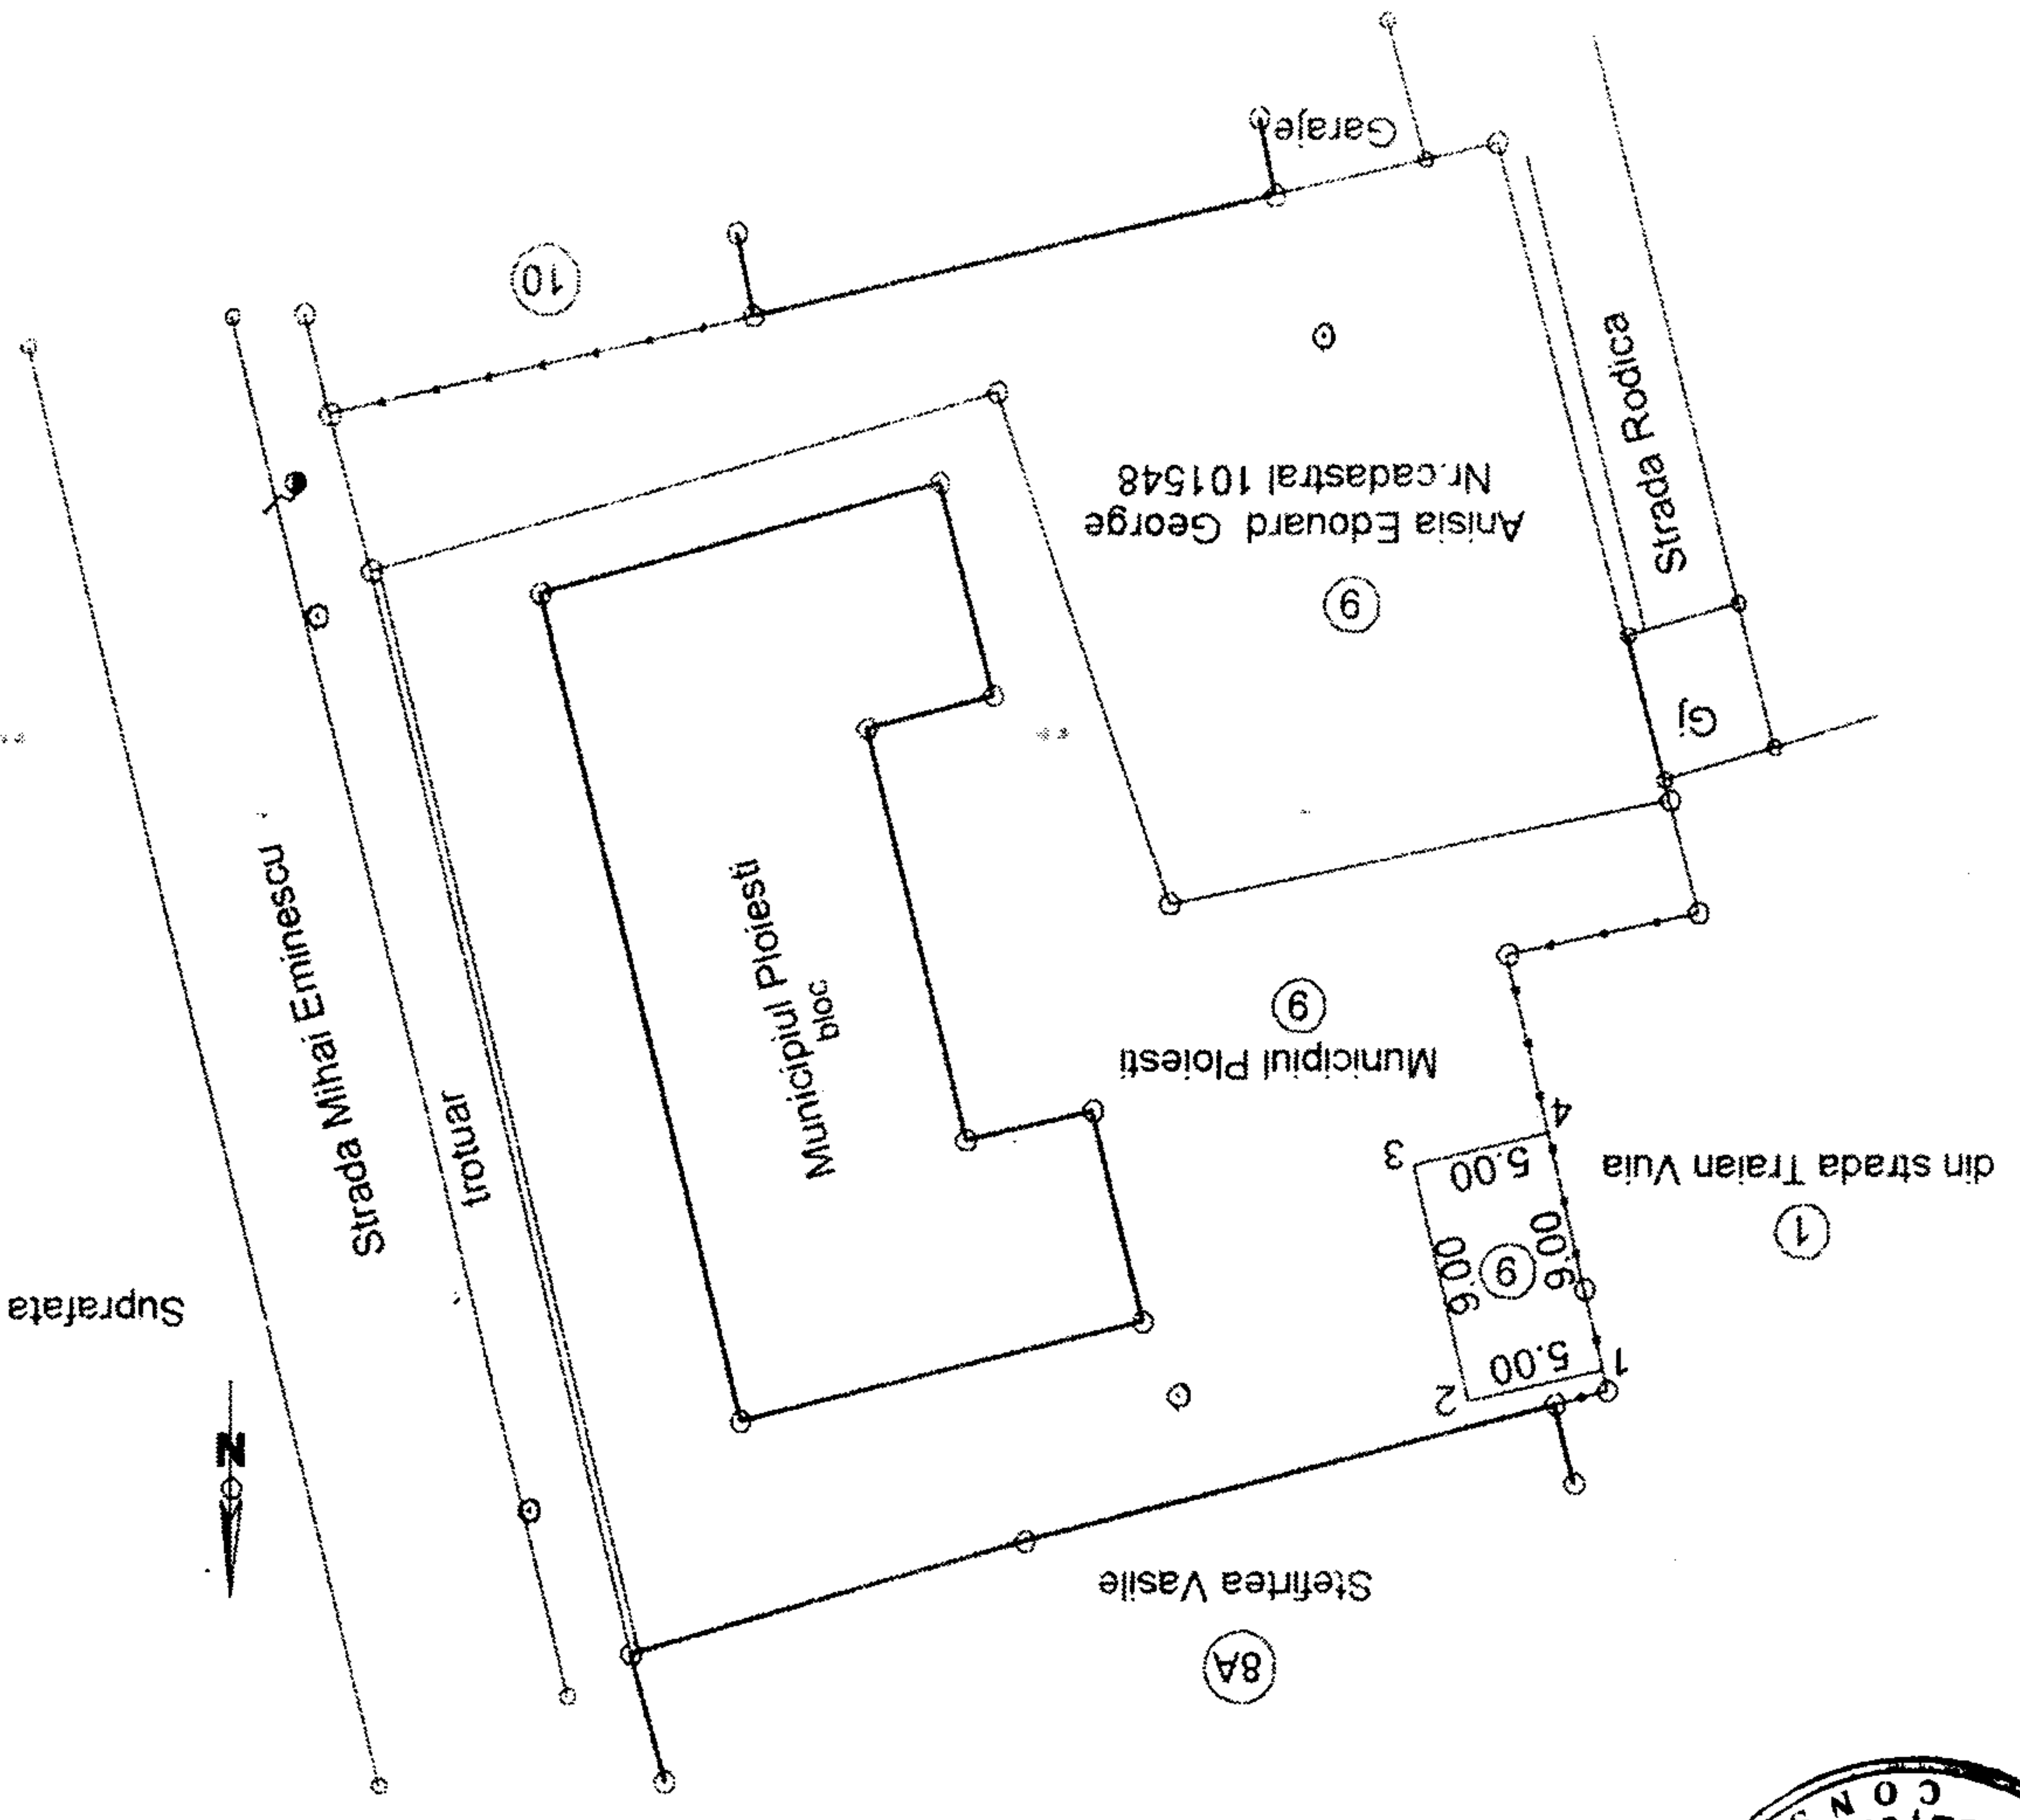 CONS
8A
Stefirtea Vasile
N
Suprafata
1
2
5.00
9.00
9
9.00
5.00
3
4
1
din strada Traian Vuia
Municipiul Ploiesti
9
Municipiul Ploiesti
bloc
trotuar
Strada Mihai Eminescu
Gj
9
Anisia Edouard George
Nr.cadastral 101548
Strada Rodica
10
Garaje